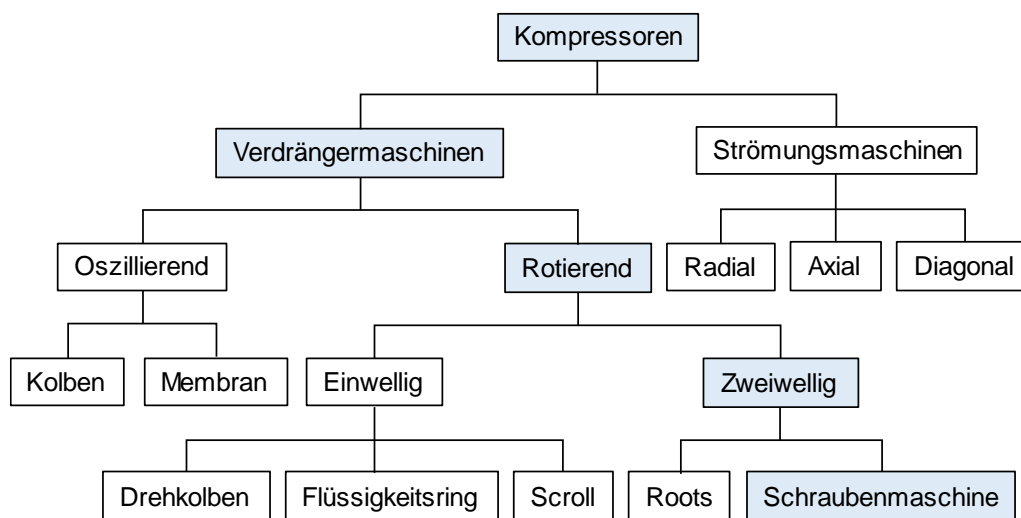 Kompressoren
Verdrängermaschinen
Strömungsmaschinen
Oszillierend
Rotierend
Radial
Axial
Diagonal
Kolben
Membran
Einwellig
Zweiwellig
Drehkolben
Flüssigkeitsring
Scroll
Roots
Schraubenmaschine